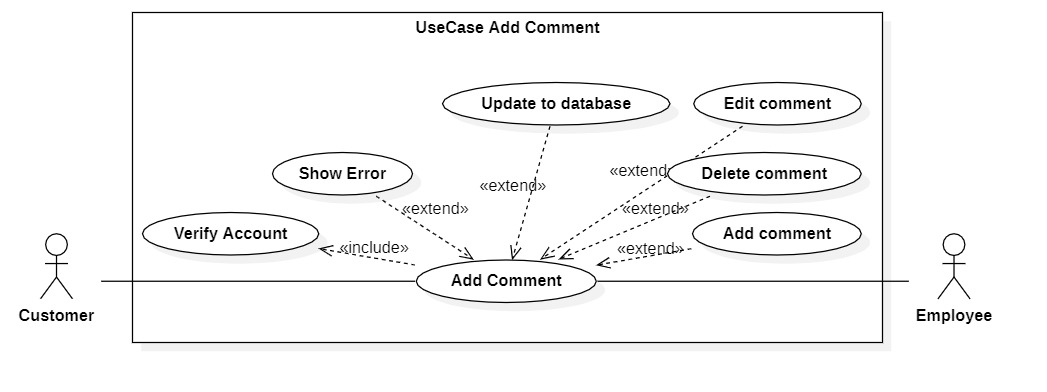 UseCase Add Comment
Update to database
Edit comment
«extend»
Show Error
Delete comment
«extend»
«extend»
«extend»
Verify Account
Add comment
«include»
«extend»
Add Comment
Customer
Employee